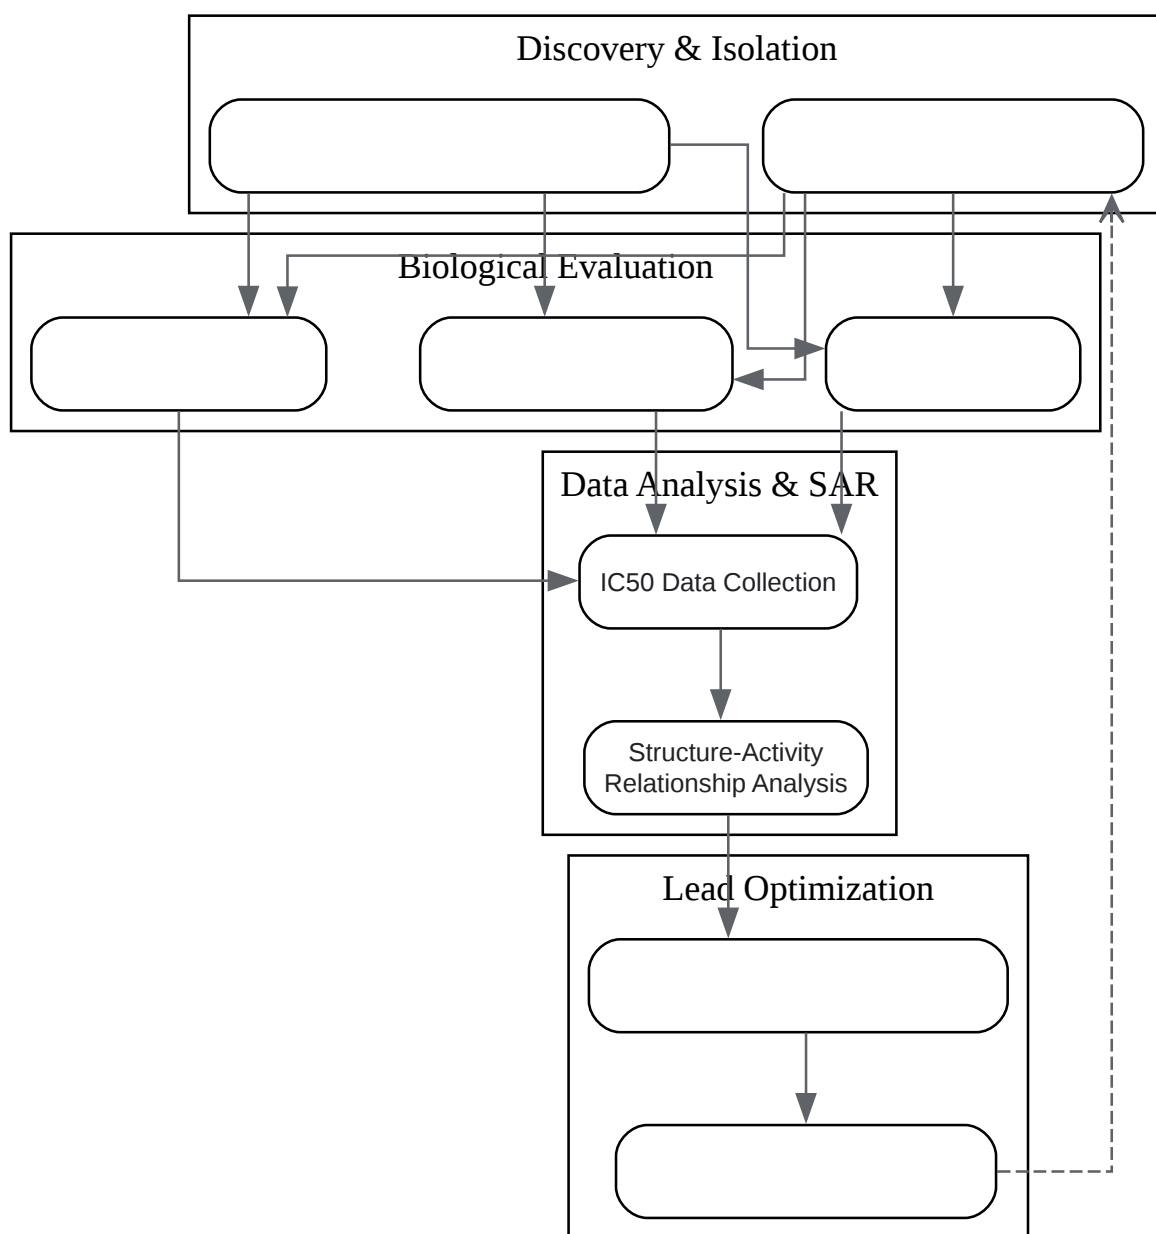 Discovery & Isolation
Biological Evaluation
Data Analysis & SAR
IC50 Data Collection
Structure-Activity
Relationship Analysis
Lead Optimization